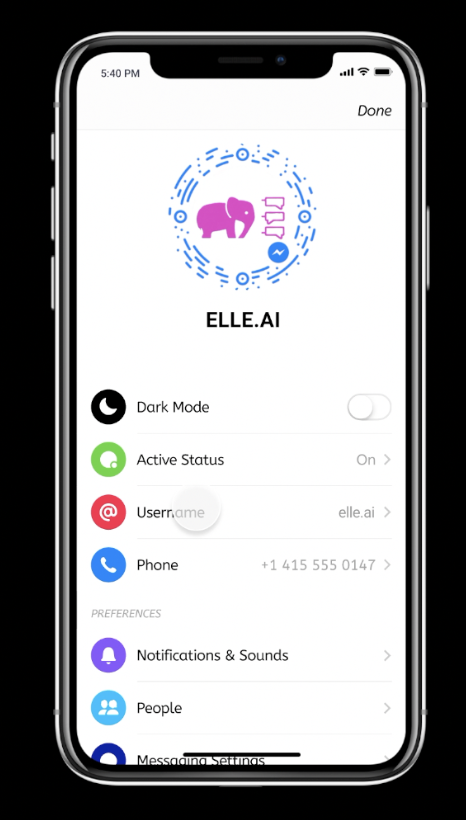 5:40 PM
Done
ELLE.AI
Dark Mode
Active Status On
Username elle.ai
Phone +1 415 555 0147
PREFERENCES
Notifications & Sounds
People
Messaging Settings